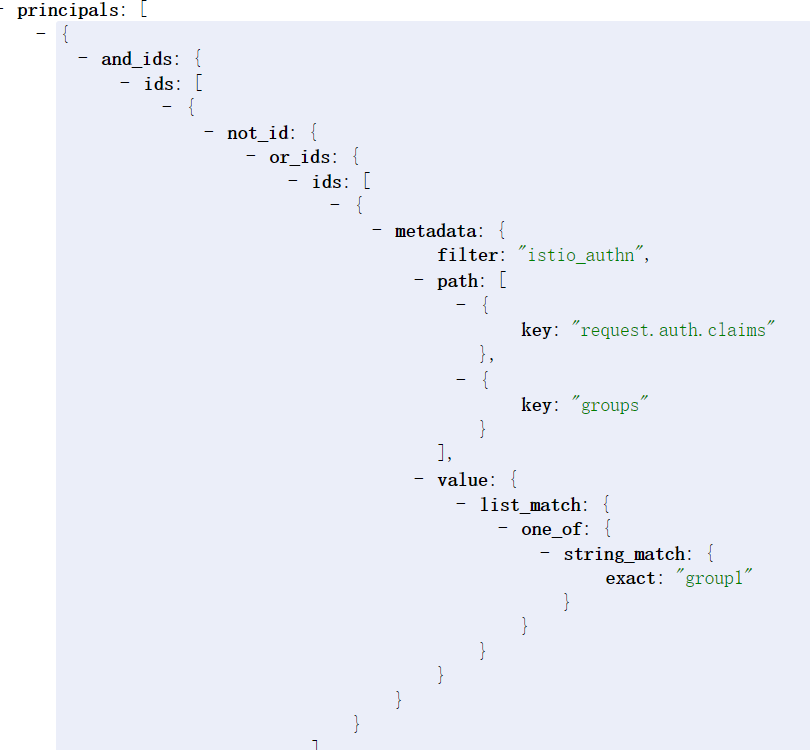 - principals: [
- {
- and_ids: {
- ids: [
- {
- not_id: {
- or_ids: {
- ids: [
- {
- metadata: {
filter: "istio_authn",
- path: [
- {
key: "request.auth.claims"
},
- {
key: "groups"
}
],
- value: {
- list_match: {
- one_of: {
- string_match: {
exact: "group1"
}
}
}
}
}
}
]